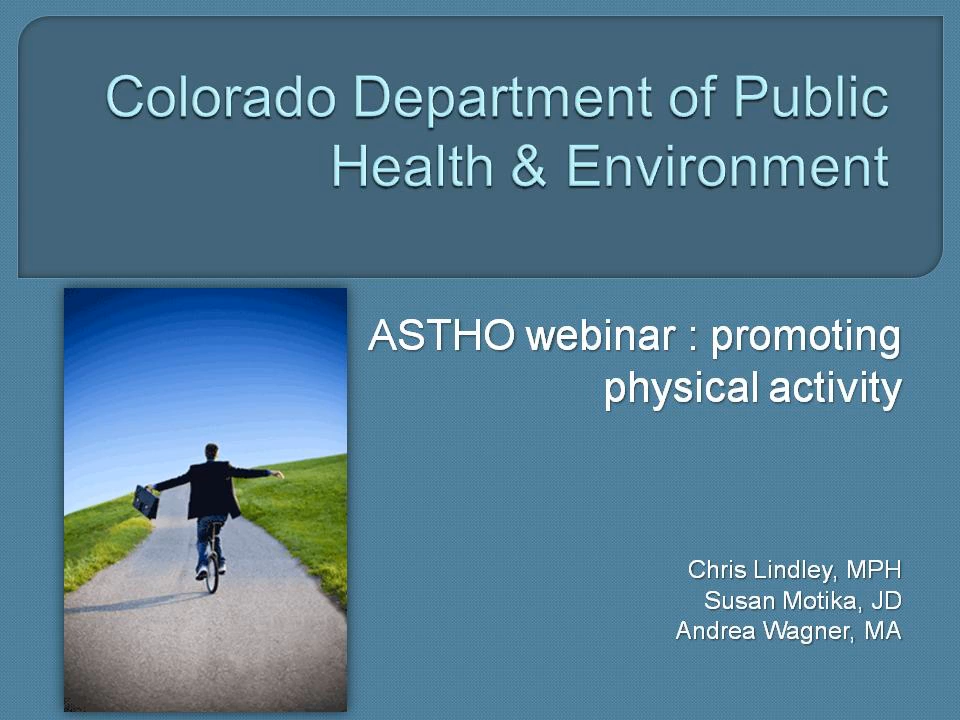 Colorado Department of Public
Health & Environment
ASTHO webinar : promoting
physical activity
Chris Lindley, MPH
Susan Motika, JD
Andrea Wagner, MA